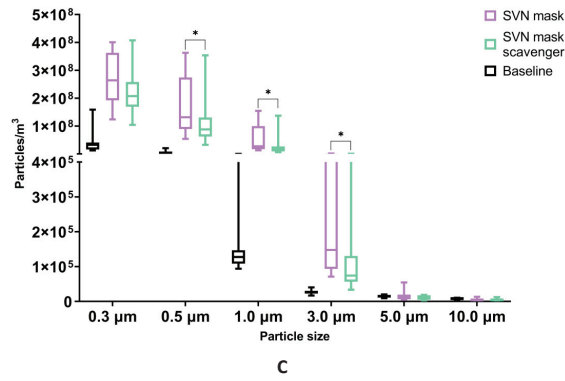 5×10⁸
4×10⁸
3×10⁸
2×10⁸
1×10⁸
4×10⁵
2×10⁵
1×10⁵
0
Particles/m³
* * *
SVN mask
SVN mask
scavenger
Baseline
0.3 µm 0.5 µm 1.0 µm 3.0 µm 5.0 µm 10.0 µm
Particle size
C